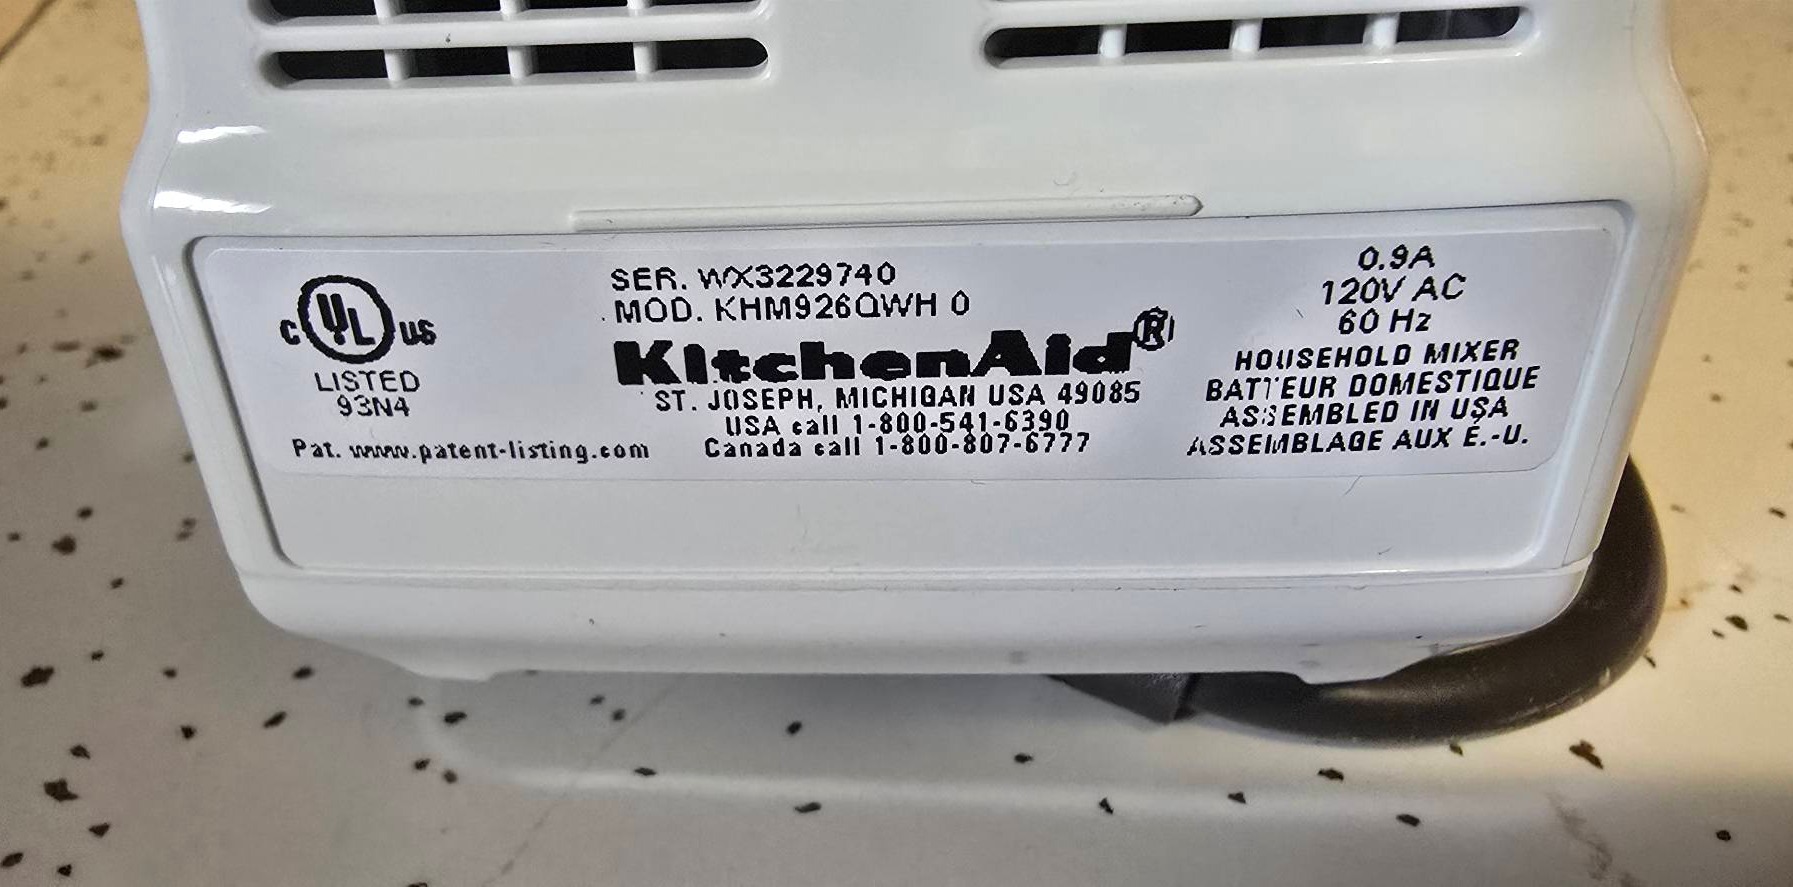 C UL US
LISTED
93N4
Pat. www.patent-listing.com
SER. WX3229740
MOD. KHM926QWH 0
KitchenAid®
ST. JOSEPH, MICHIGAN USA 49085
USA call 1-800-541-6390
Canada call 1-800-807-6777
0.9A
120V AC
60 Hz
HOUSEHOLD MIXER
BATTEUR DOMESTIQUE
ASSEMBLED IN USA
ASSEMBLAGE AUX É.-U.